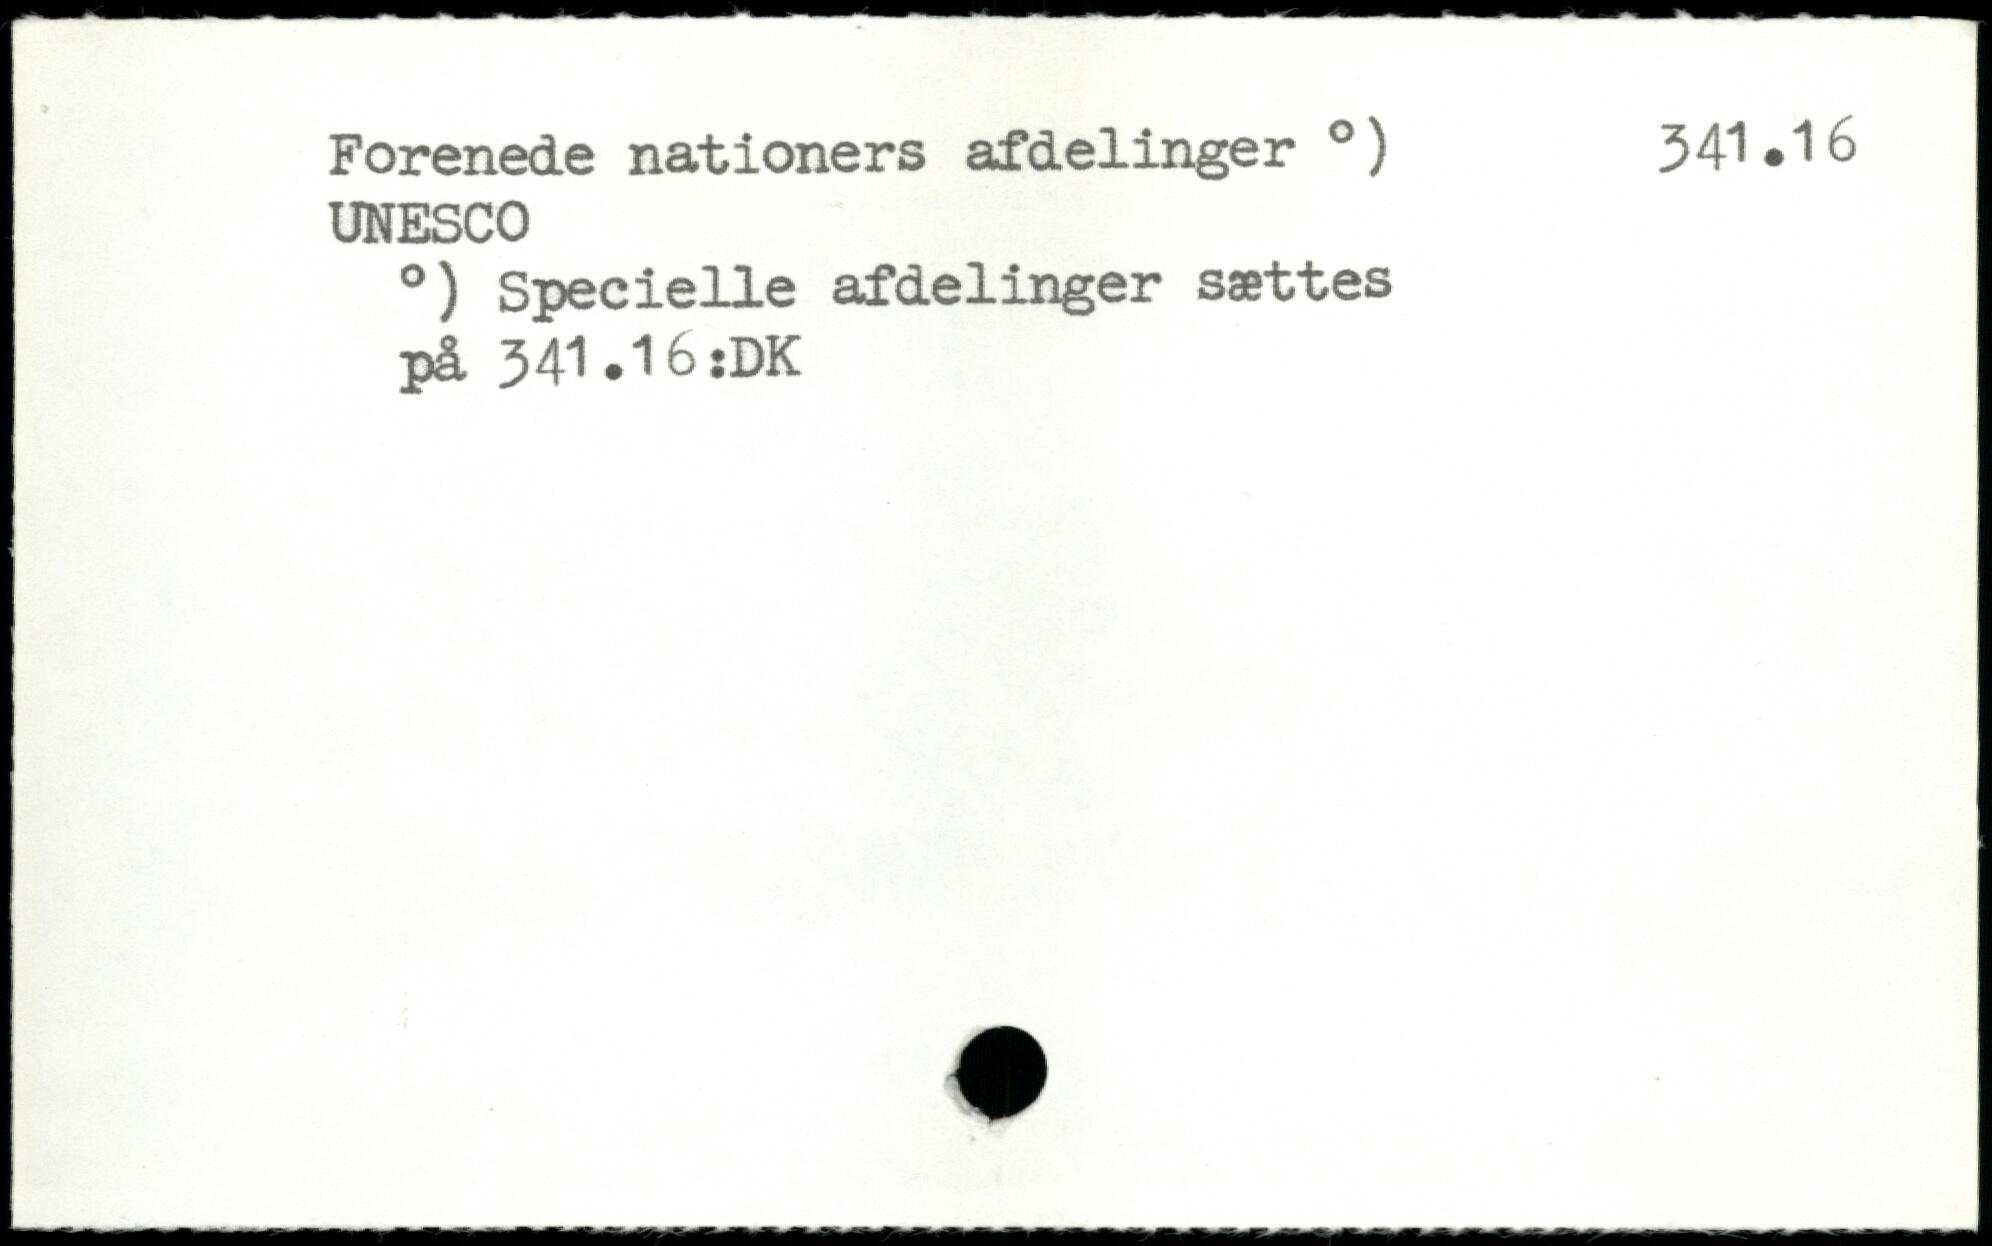 Forenede nationers afdelinger °) 341.16
UNESCO
°) Specielle afdelinger sættes
på 341.16:DK